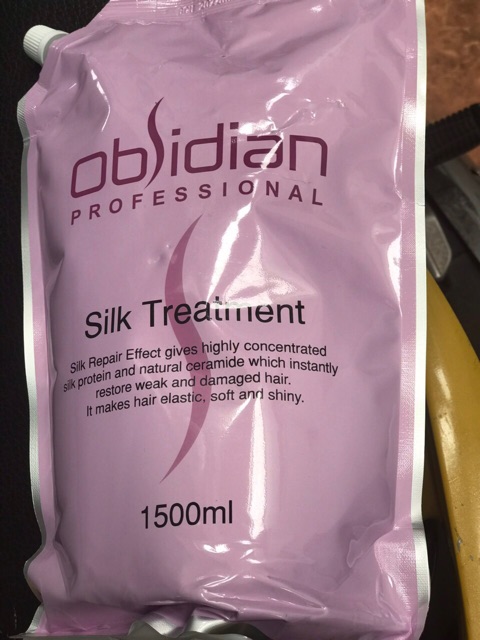 obsidian
PROFESSIONAL
Silk Treatment
Silk Repair Effect gives highly concentrated
silk protein and natural ceramide which instantly
restore weak and damaged hair.
It makes hair elastic, soft and shiny.
1500ml